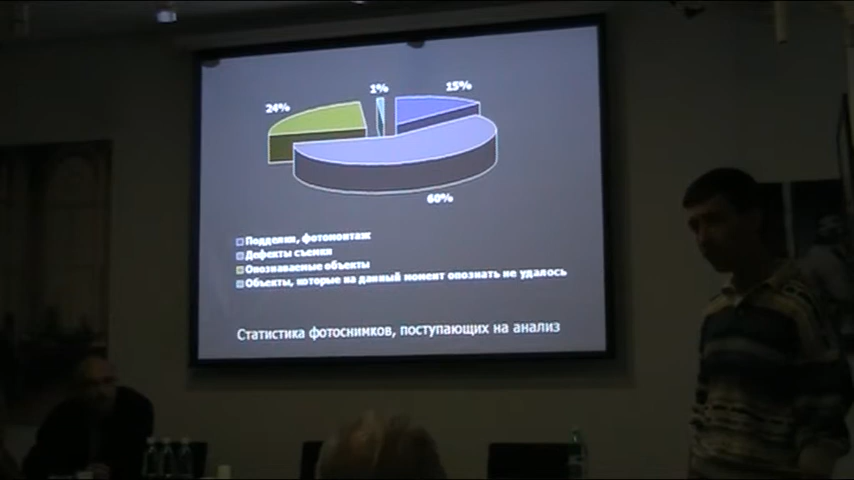 1%
15%
24%
60%
Подделки, фотомонтаж
Дефекты съемки
Опознаваемые объекты
Объекты, которые на данный момент опознать не удалось
Статистика фотоснимков, поступающих на анализ